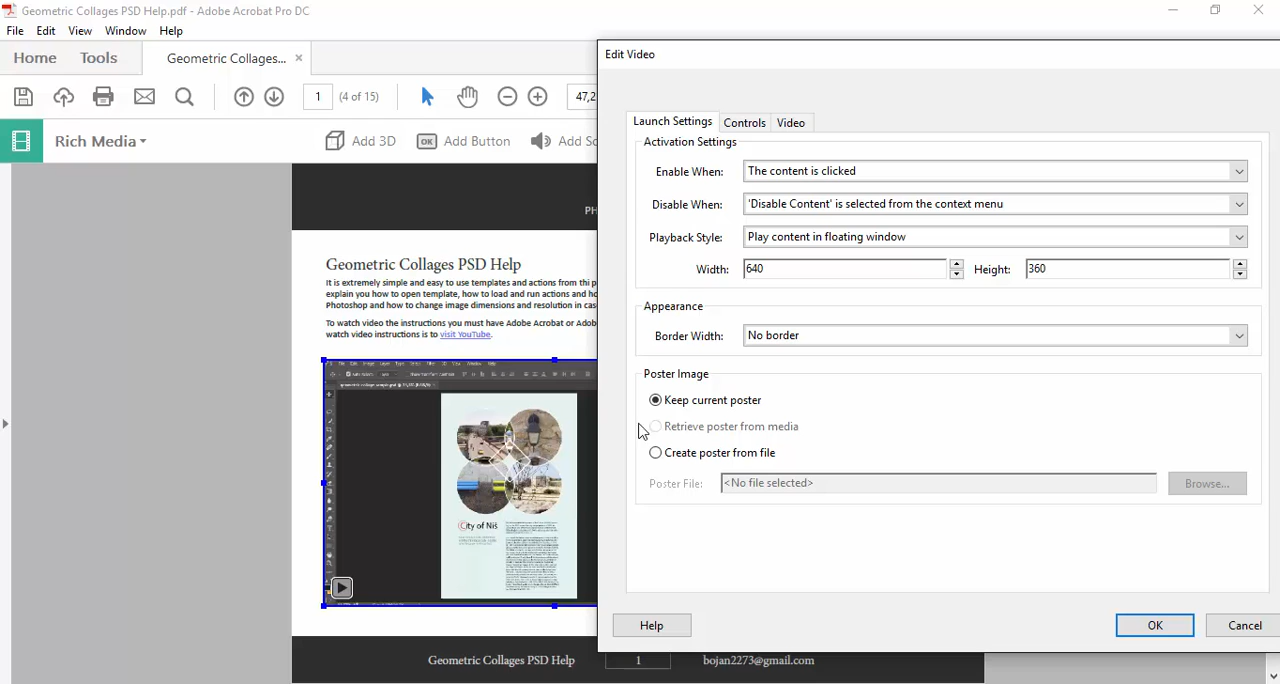 Geometric Collages PSD Help.pdf - Adobe Acrobat Pro DC
File Edit View Window Help
Home Tools Geometric Collages... ×
1 (4 of 15) 47,2
Rich Media Add 3D OK Add Button Add So
PH
Geometric Collages PSD Help
It is extremely simple and easy to use templates and actions from this p
explain you how to open template, how to load and run actions and ho
Photoshop and how to change image dimensions and resolution in cas
To watch video the instructions you must have Adobe Acrobat or Adob
watch video instructions is to visit YouTube.
City of Niš
Geometric Collages PSD Help 1 bojan2273@gmail.com
Edit Video
Launch Settings Controls Video
Activation Settings
Enable When: The content is clicked
Disable When: 'Disable Content' is selected from the context menu
Playback Style: Play content in floating window
Width: 640 Height: 360
Appearance
Border Width: No border
Poster Image
Keep current poster
Retrieve poster from media
Create poster from file
Poster File: <No file selected> Browse...
Help OK Cancel